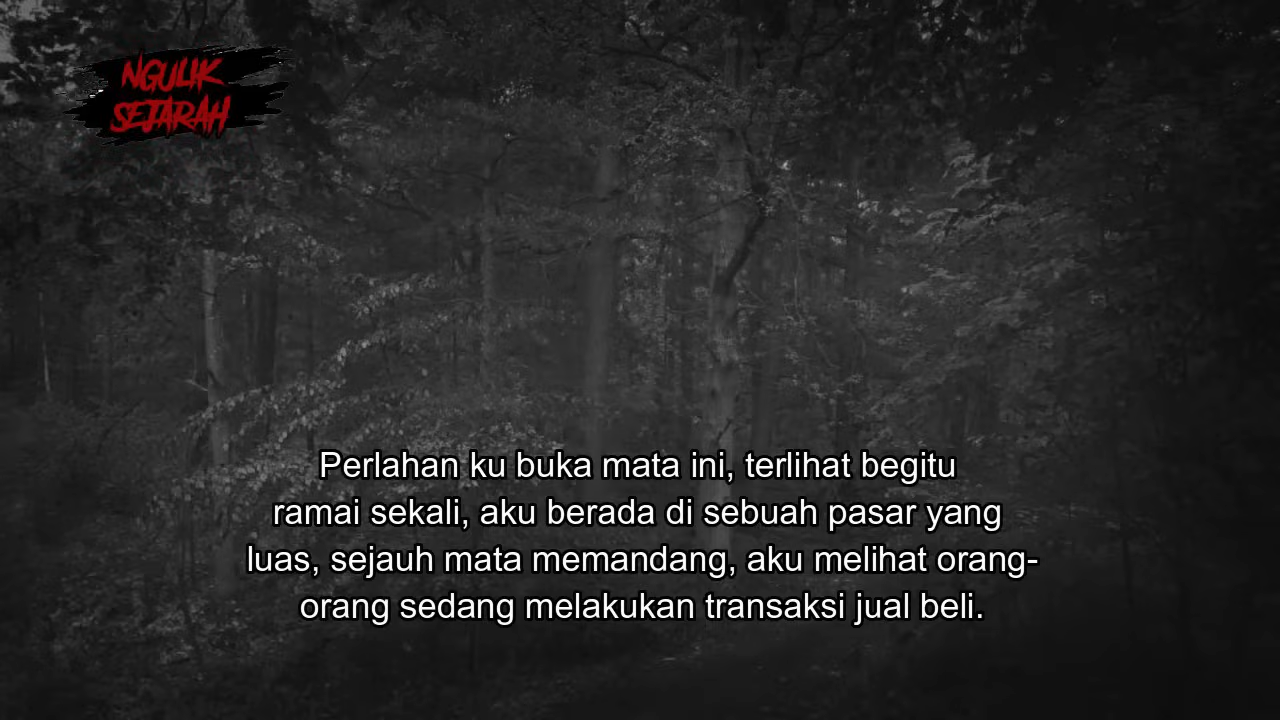 NGULIK
SEJARAH
Perlahan ku buka mata ini, terlihat begitu
ramai sekali, aku berada di sebuah pasar yang
luas, sejauh mata memandang, aku melihat orang-
orang sedang melakukan transaksi jual beli.